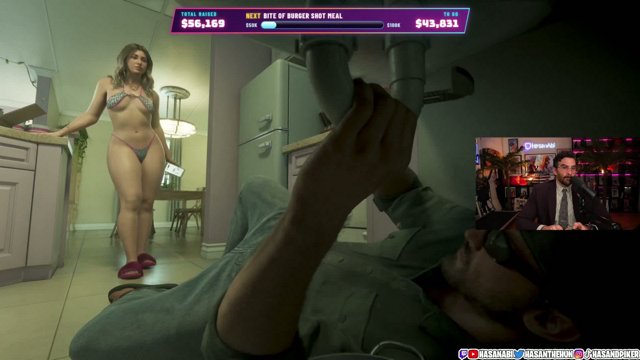 TOTAL RAISED
$56,169
NEXT BITE OF BURGER SHOT MEAL
$50K
$100K
TO GO
$43,831
hasanabi
HASANABI
HASANTHEHUN
HASANDPIKER